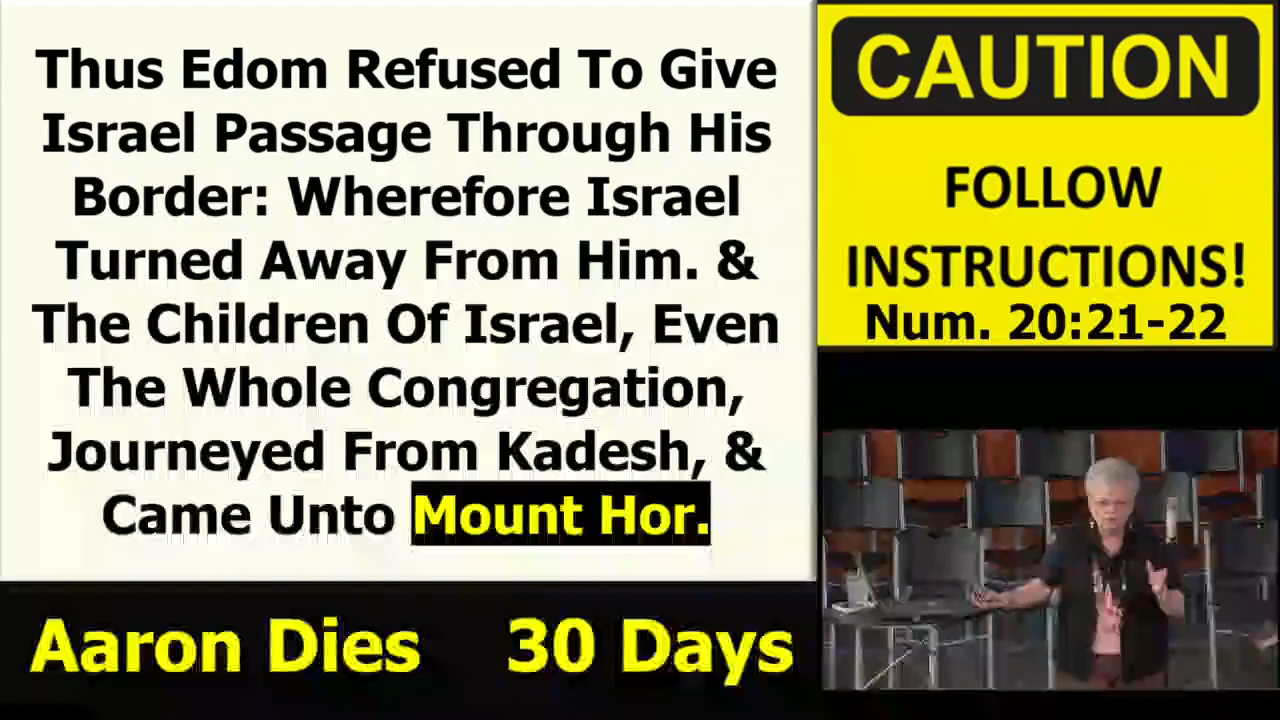 Thus Edom Refused To Give
Israel Passage Through His
Border: Wherefore Israel
Turned Away From Him. &
The Children Of Israel, Even
The Whole Congregation,
Journeyed From Kadesh, &
Came Unto Mount Hor.
Aaron Dies 30 Days
CAUTION
FOLLOW
INSTRUCTIONS!
Num. 20:21-22